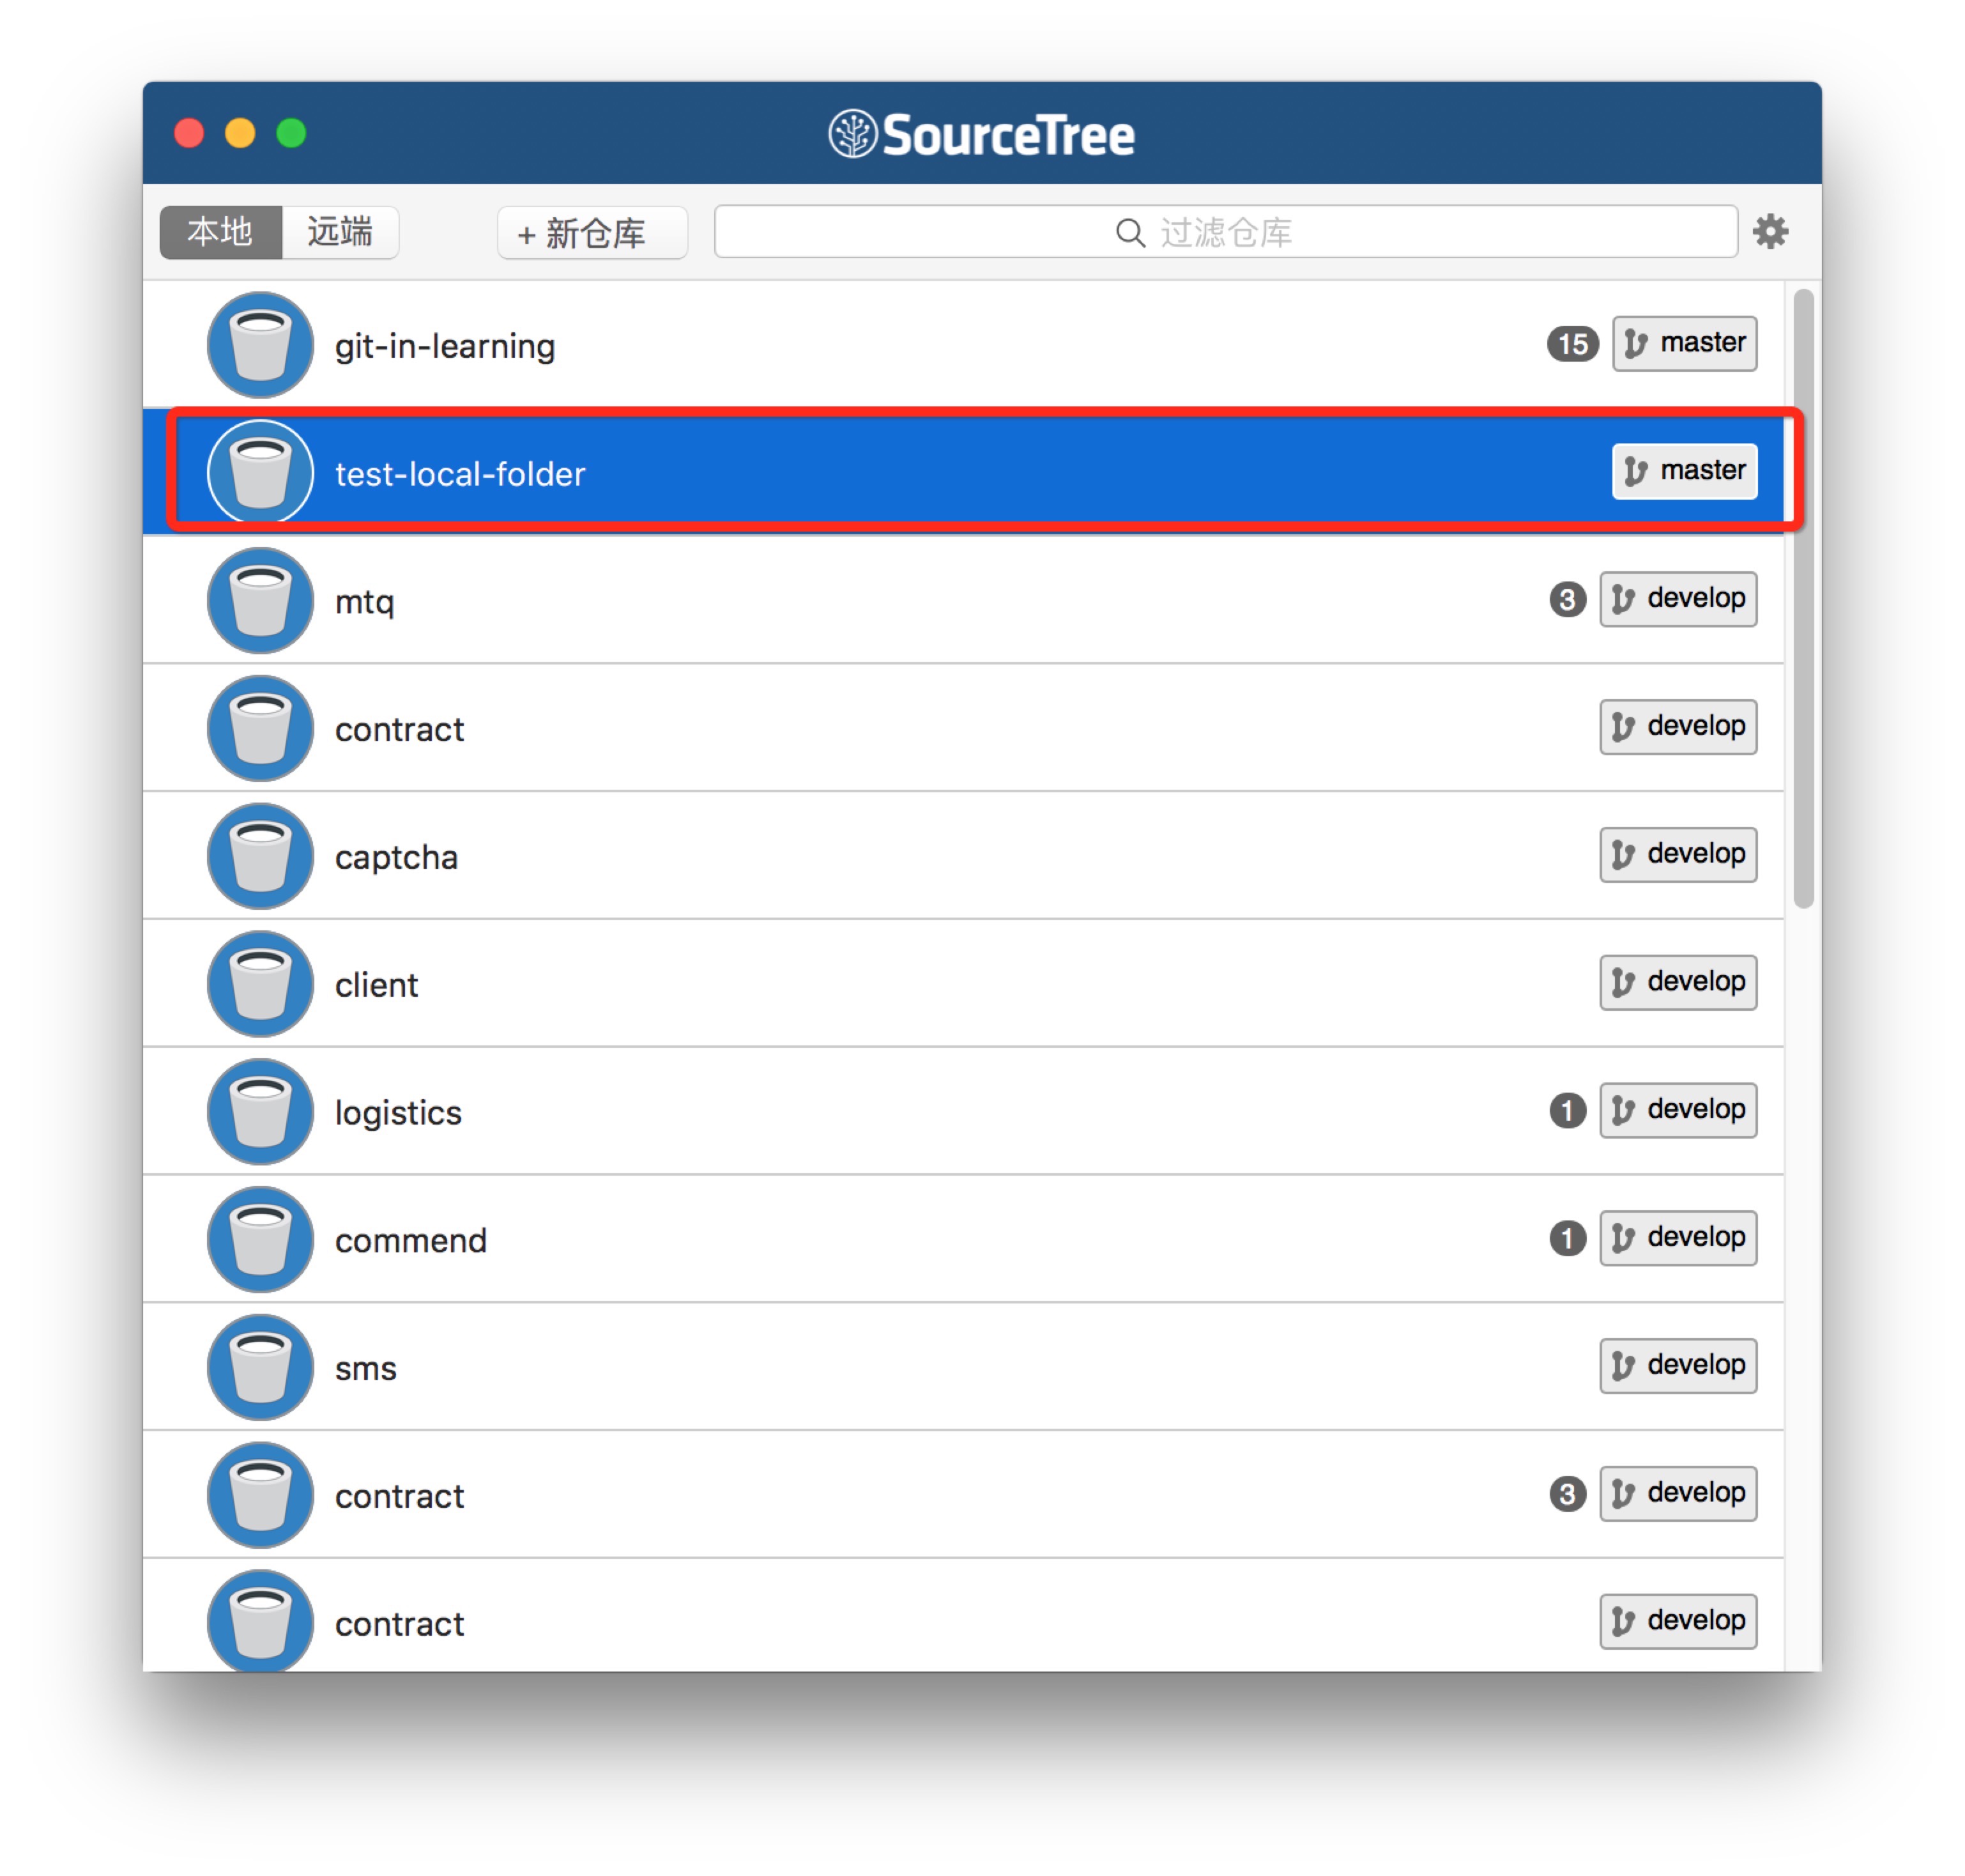 SourceTree
本地 远端 + 新仓库 过滤仓库
git-in-learning 15 master
test-local-folder master
mtq 3 develop
contract develop
captcha develop
client develop
logistics 1 develop
commend 1 develop
sms develop
contract 3 develop
contract develop